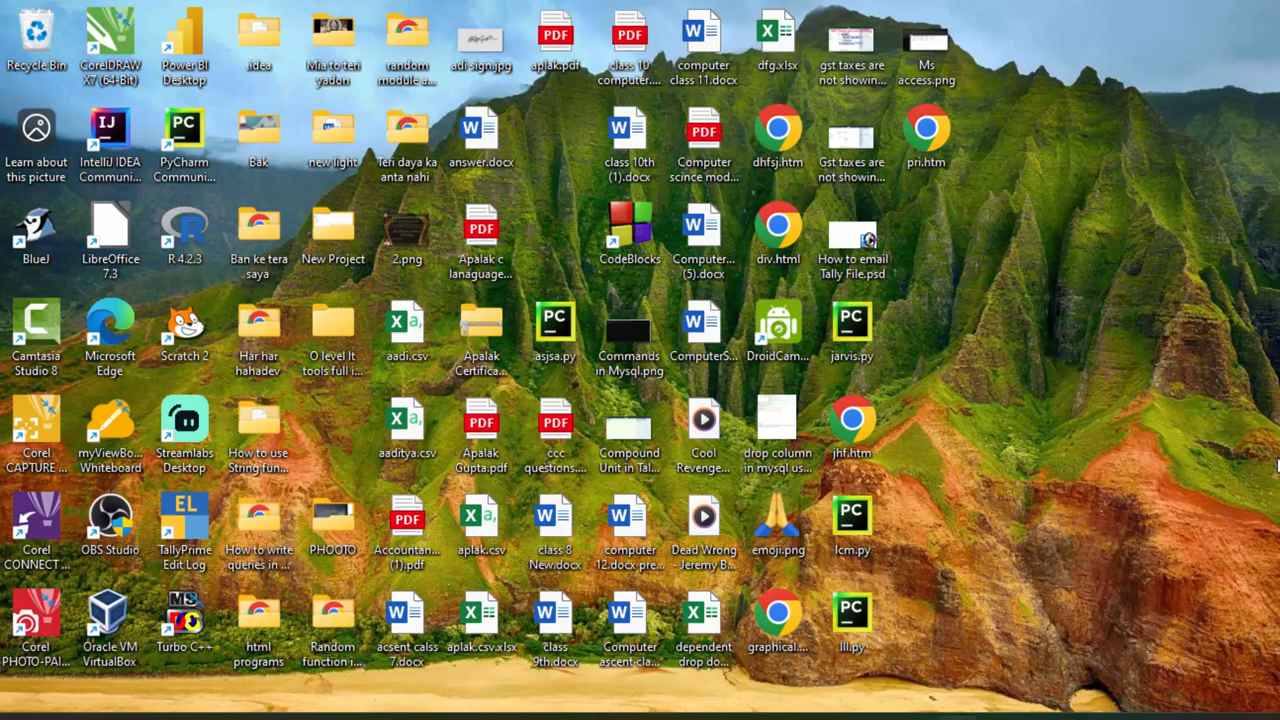 Recycle Bin
CorelDRAW
X7 (64-Bit)
Power BI
Desktop
.idea
Mia to teri
yadon
random
module a...
adi sign.jpg
aplak.pdf
class 10
computer....
computer
class 11.docx
dfg.xlsx
gst taxes are
not showin...
Ms
access.png
Learn about
this picture
IntelliJ IDEA
Communi...
PyCharm
Communi...
Bak
new light
Teri daya ka
anta nahi
answer.docx
class 10th
(1).docx
Computer
scince mod...
dhfsj.htm
Gst taxes are
not showin...
pri.htm
BlueJ
LibreOffice
7.3
R 4.2.3
Ban ke tera
saya
New Project
2.png
Apalak c
lanaguage...
CodeBlocks
Computer...
(5).docx
div.html
How to email
Tally File.psd
Camtasia
Studio 8
Microsoft
Edge
Scratch 2
Har har
hahadev
O level It
tools full i...
aadi.csv
Apalak
Certifica...
asjsa.py
Commands
in Mysql.png
ComputerS...
DroidCam...
jarvis.py
Corel
CAPTURE ...
myViewBo...
Whiteboard
Streamlabs
Desktop
How to use
String fun...
aaditya.csv
Apalak
Gupta.pdf
ccc
questions....
Compound
Unit in Tal...
Cool
Revenge...
drop column
in mysql us...
jhf.htm
Corel
CONNECT ...
OBS Studio
TallyPrime
Edit Log
How to write
queries in ...
PHOOTO
Accountan...
(1).pdf
aplak.csv
class 8
New.docx
computer
12.docx pre...
Dead Wrong
- Jeremy B...
emoji.png
lcm.py
Corel
PHOTO-PAI...
Oracle VM
VirtualBox
Turbo C++
html
programs
Random
function i...
acsent calss
7.docx
aplak.csv.xlsx
class
9th.docx
Computer
ascent cla...
dependent
drop do...
graphical....
lll.py